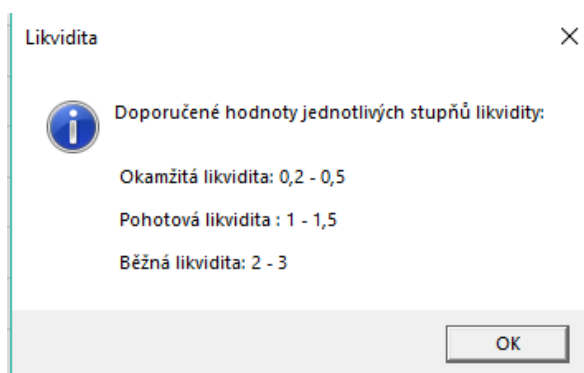 Likvidita
Doporučené hodnoty jednotlivých stupňů likvidity:
Okamžitá likvidita: 0,2 - 0,5
Pohotová likvidita : 1 - 1,5
Běžná likvidita: 2 - 3
OK